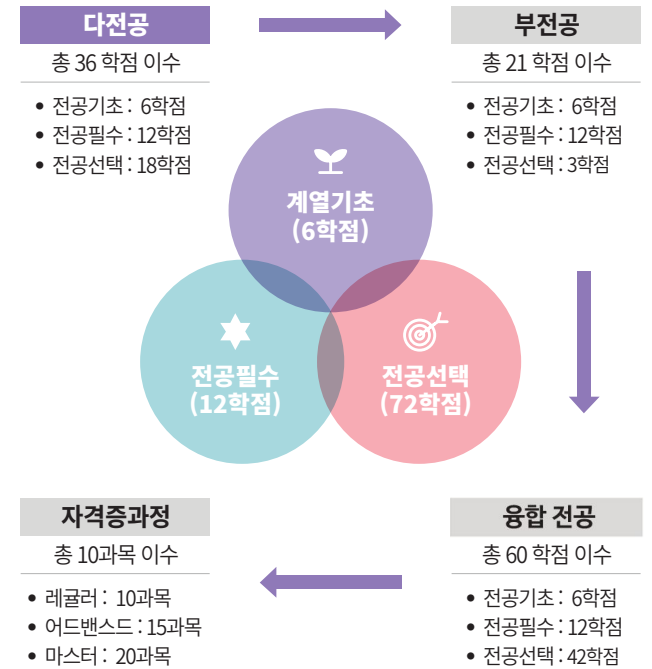 다전공
총 36 학점 이수
• 전공기초 : 6학점
• 전공필수 : 12학점
• 전공선택 : 18학점
부전공
총 21 학점 이수
• 전공기초 : 6학점
• 전공필수 : 12학점
• 전공선택 : 3학점
계열기초
(6학점)
전공필수
(12학점)
전공선택
(72학점)
자격증과정
총 10과목 이수
• 레귤러 : 10과목
• 어드밴스드 : 15과목
• 마스터 : 20과목
융합 전공
총 60 학점 이수
• 전공기초 : 6학점
• 전공필수 : 12학점
• 전공선택 : 42학점